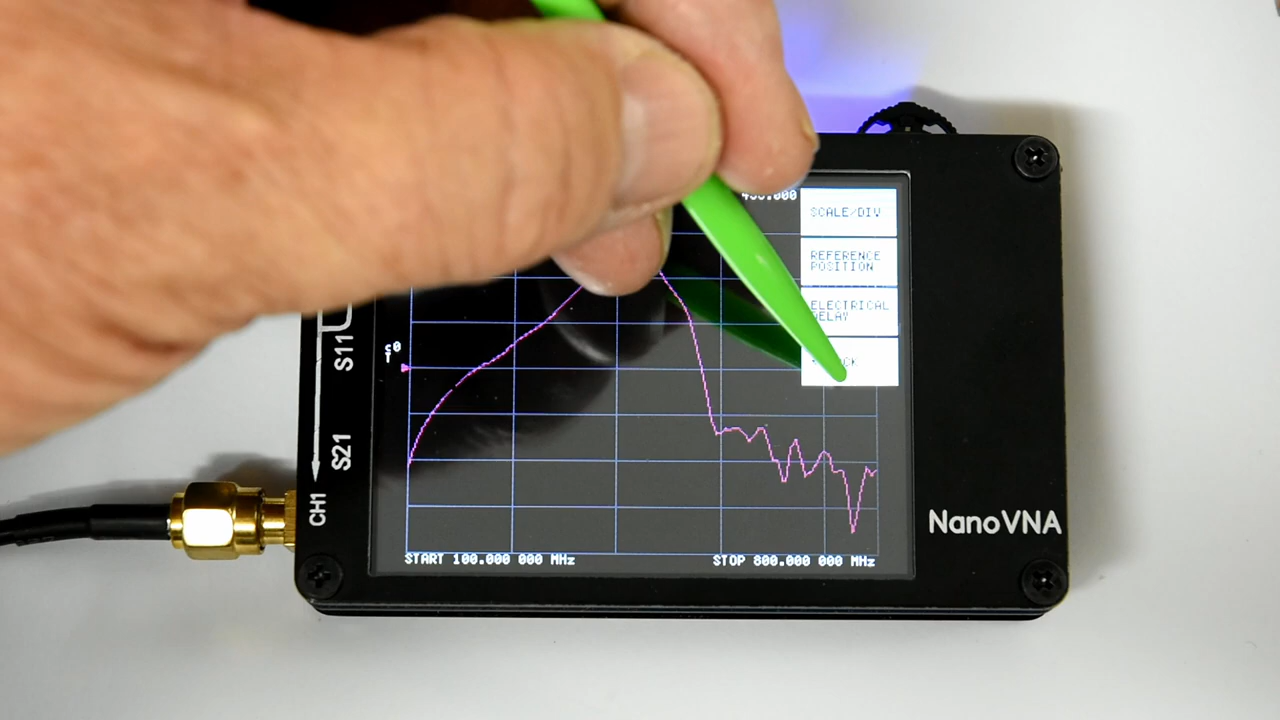 SCALE/DIV
REFERENCE
POSITION
ELECTRICAL
S11
S21
CH1
NanoVNA
START 100.000 000 MHz
STOP 800.000 000 MHz